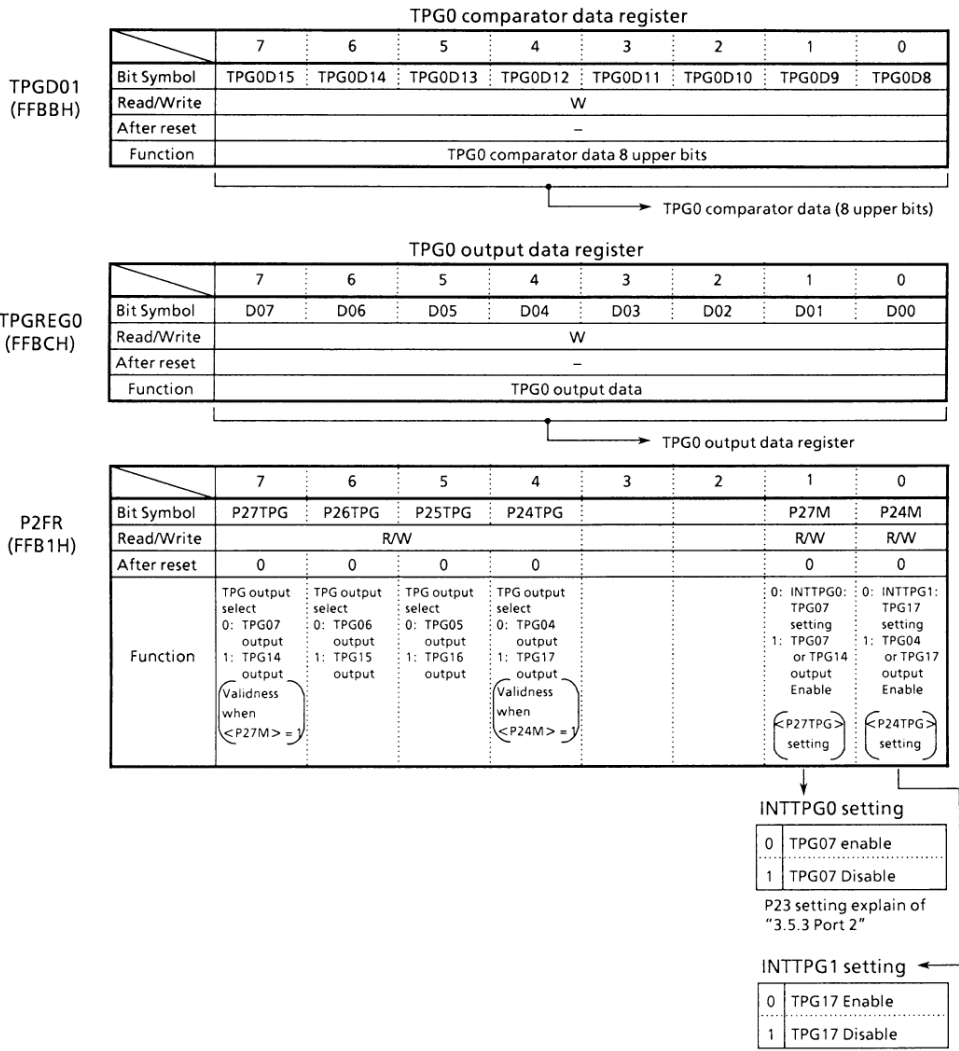 TPG0 comparator data register
7 6 5 4 3 2 1 0
TPGD01
(FFBBH)
Bit Symbol TPG0D15 TPG0D14 TPG0D13 TPG0D12 TPG0D11 TPG0D10 TPG0D9 TPG0D8
Read/Write W
After reset –
Function TPG0 comparator data 8 upper bits
TPG0 comparator data (8 upper bits)
TPG0 output data register
7 6 5 4 3 2 1 0
TPGREG0
(FFBCH)
Bit Symbol D07 D06 D05 D04 D03 D02 D01 D00
Read/Write W
After reset –
Function TPG0 output data
TPG0 output data register
7 6 5 4 3 2 1 0
P2FR
(FFB1H)
Bit Symbol P27TPG P26TPG P25TPG P24TPG P27M P24M
Read/Write R/W R/W R/W
After reset 0 0 0 0 0 0
Function
TPG output
select
0: TPG07
output
1: TPG14
output
Validness
when
<P27M> = 1
TPG output
select
0: TPG06
output
1: TPG15
output
TPG output
select
0: TPG05
output
1: TPG16
output
TPG output
select
0: TPG04
output
1: TPG17
output
Validness
when
<P24M> = 1
0: INTTPG0:
TPG07
setting
1: TPG07
or TPG14
output
Enable
<P27TPG>
setting
0: INTTPG1:
TPG17
setting
1: TPG04
or TPG17
output
Enable
<P24TPG>
setting
INTTPG0 setting
0 TPG07 enable
1 TPG07 Disable
P23 setting explain of
"3.5.3 Port 2"
INTTPG1 setting
0 TPG17 Enable
1 TPG17 Disable